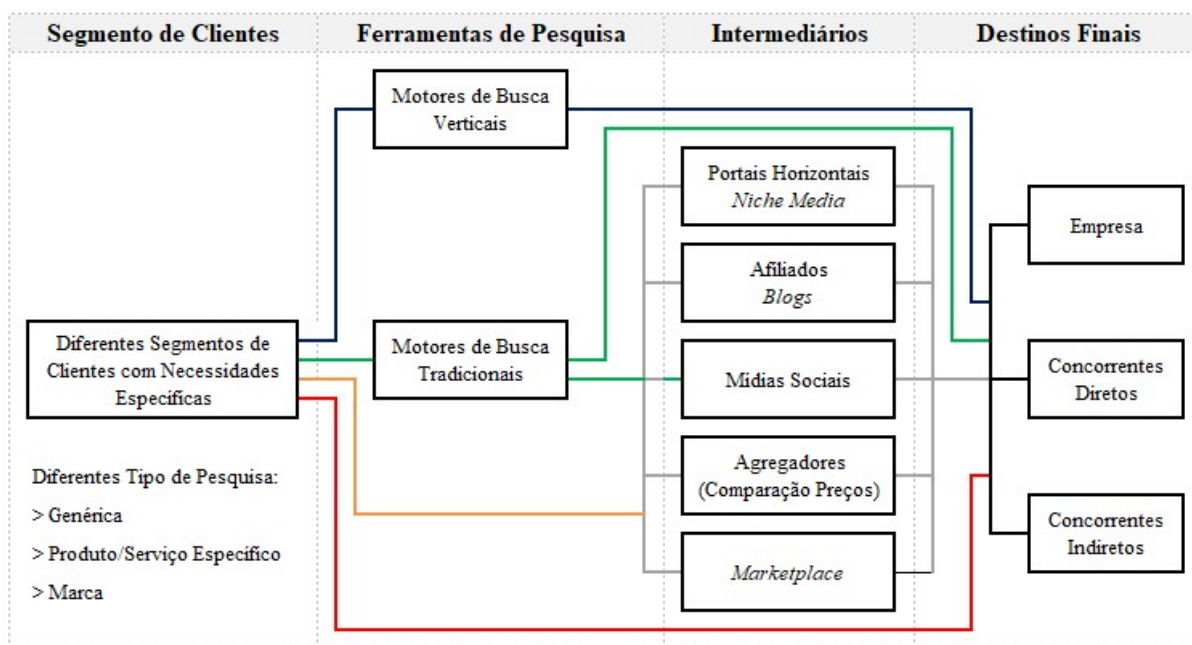 Segmento de Clientes
Ferramentas de Pesquisa
Intermediários
Destinos Finais
Diferentes Segmentos de
Clientes com Necessidades
Específicas
Diferentes Tipo de Pesquisa:
> Genérica
> Produto/Serviço Específico
> Marca
Motores de Busca
Verticais
Motores de Busca
Tradicionais
Portais Horizontais
Niche Media
Afiliados
Blogs
Mídias Sociais
Agregadores
(Comparação Preços)
Marketplace
Empresa
Concorrentes
Diretos
Concorrentes
Indiretos